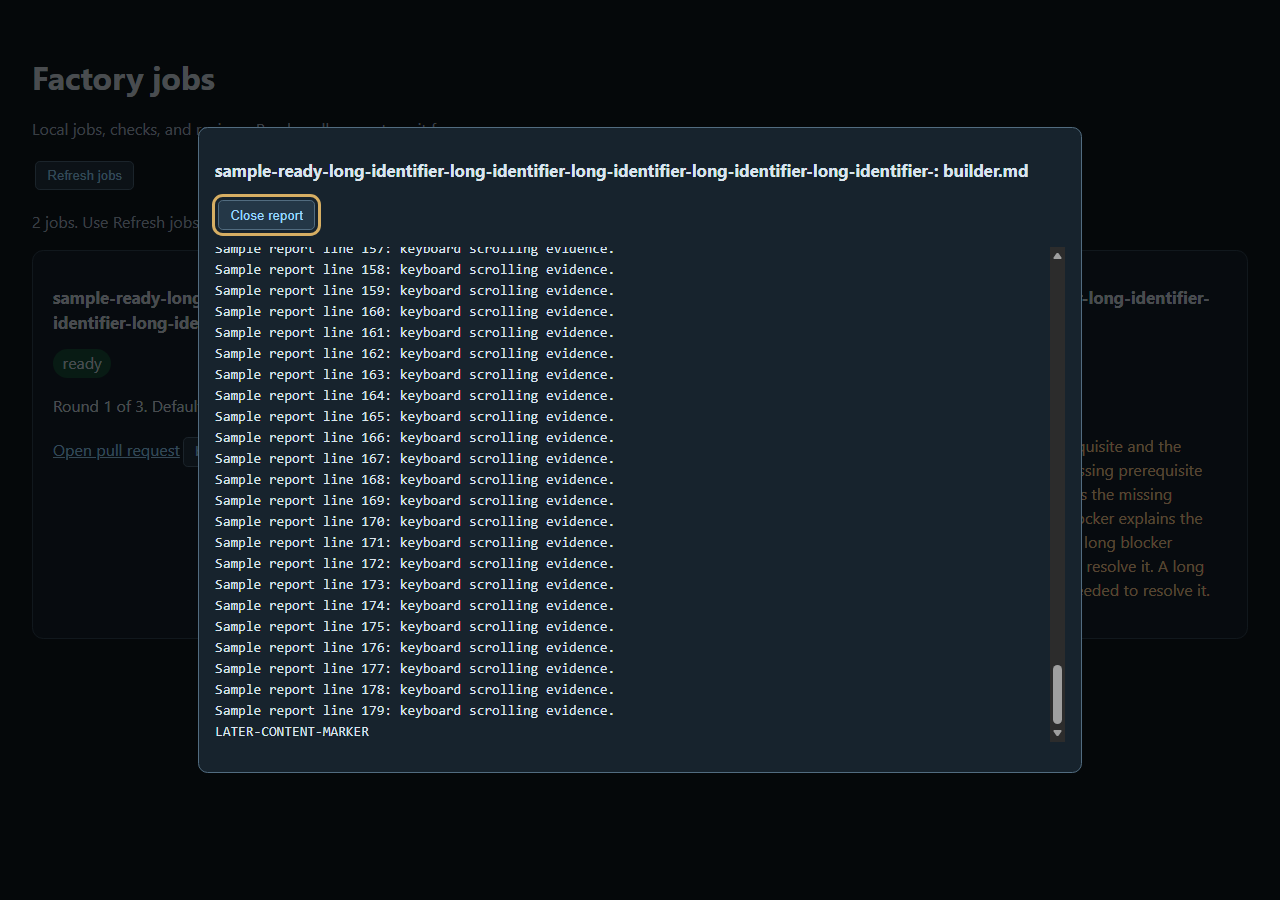 Factory jobs
Local jobs, checks, and
Refresh jobs
2 jobs. Use Refresh jobs
sample-ready-long
identifier-long-ide
ready
Round 1 of 3. Defaul
Open pull request
sample-ready-long-identifier-long-identifier-long-identifier-long-identifier-long-identifier-: builder.md
Close report
Sample report line 157: keyboard scrolling evidence.
Sample report line 158: keyboard scrolling evidence.
Sample report line 159: keyboard scrolling evidence.
Sample report line 160: keyboard scrolling evidence.
Sample report line 161: keyboard scrolling evidence.
Sample report line 162: keyboard scrolling evidence.
Sample report line 163: keyboard scrolling evidence.
Sample report line 164: keyboard scrolling evidence.
Sample report line 165: keyboard scrolling evidence.
Sample report line 166: keyboard scrolling evidence.
Sample report line 167: keyboard scrolling evidence.
Sample report line 168: keyboard scrolling evidence.
Sample report line 169: keyboard scrolling evidence.
Sample report line 170: keyboard scrolling evidence.
Sample report line 171: keyboard scrolling evidence.
Sample report line 172: keyboard scrolling evidence.
Sample report line 173: keyboard scrolling evidence.
Sample report line 174: keyboard scrolling evidence.
Sample report line 175: keyboard scrolling evidence.
Sample report line 176: keyboard scrolling evidence.
Sample report line 177: keyboard scrolling evidence.
Sample report line 178: keyboard scrolling evidence.
Sample report line 179: keyboard scrolling evidence.
LATER-CONTENT-MARKER
-long-identifier-
quisite and the
ssing prerequisite
s the missing
ocker explains the
long blocker
resolve it. A long
eeded to resolve it.